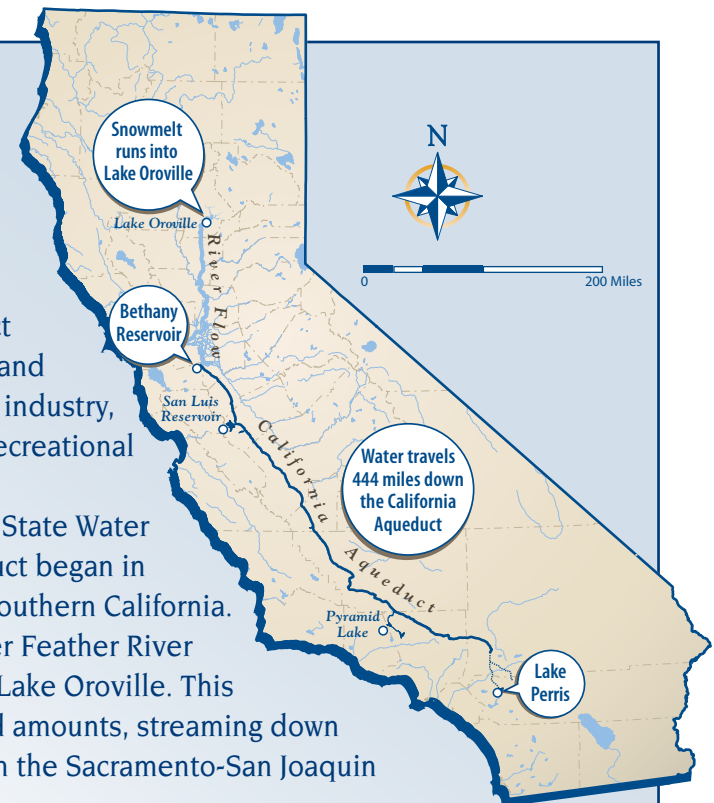 Snowmelt
runs into
Lake Oroville
N
Lake Oroville
River Flow
0
200 Miles
Bethany
Reservoir
San Luis
Reservoir
California
Aqueduct
Water travels
444 miles down
the California
Aqueduct
Pyramid
Lake
Lake
Perris
ct
and
industry,
ecreational
State Water
uct began in
outhern California.
er Feather River
Lake Oroville. This
d amounts, streaming down
n the Sacramento-San Joaquin